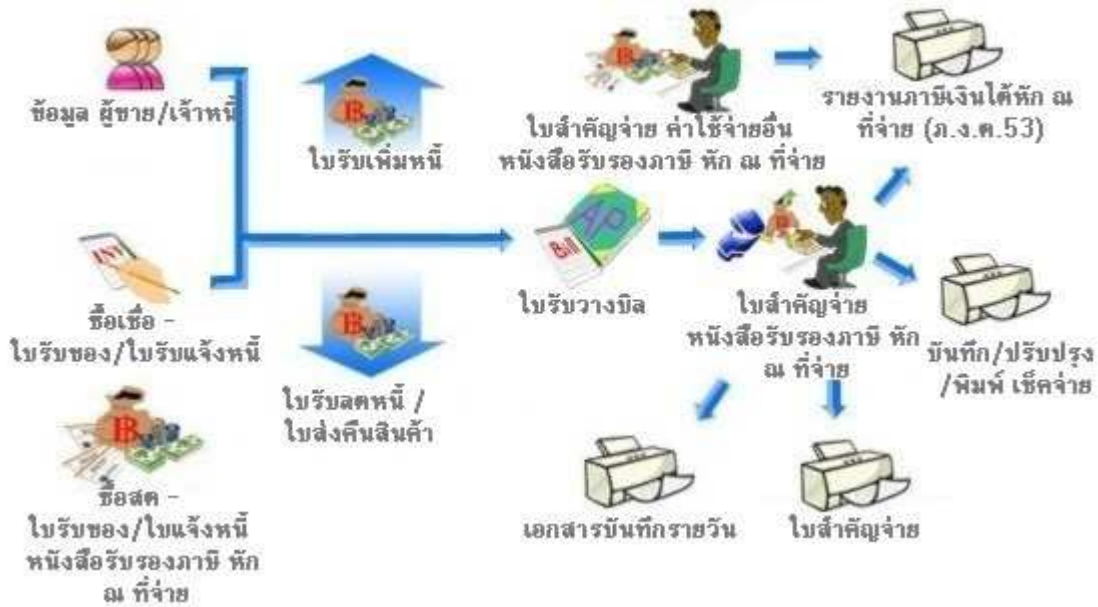 ข้อมูล ผู้ขาย/เจ้าหนี้
ใบรับเพิ่มหนี้
ใบสำคัญจ่าย ค่าใช้จ่ายอื่น
หนังสือรับรองภาษี หัก ณ ที่จ่าย
รายงานภาษีเงินได้หัก ณ
ที่จ่าย (ภ.ง.ด.53)
INV
ซื้อเชื่อ -
ใบรับของ/ใบรับแจ้งหนี้
ใบรับลดหนี้ /
ใบส่งคืนสินค้า
AP
Bill
ใบรับวางบิล
ใบสำคัญจ่าย
หนังสือรับรองภาษี หัก
ณ ที่จ่าย
บันทึก/ปรับปรุง
/พิมพ์ เช็คจ่าย
ซื้อสด -
ใบรับของ/ใบแจ้งหนี้
หนังสือรับรองภาษี หัก
ณ ที่จ่าย
เอกสารบันทึกรายวัน
ใบสำคัญจ่าย